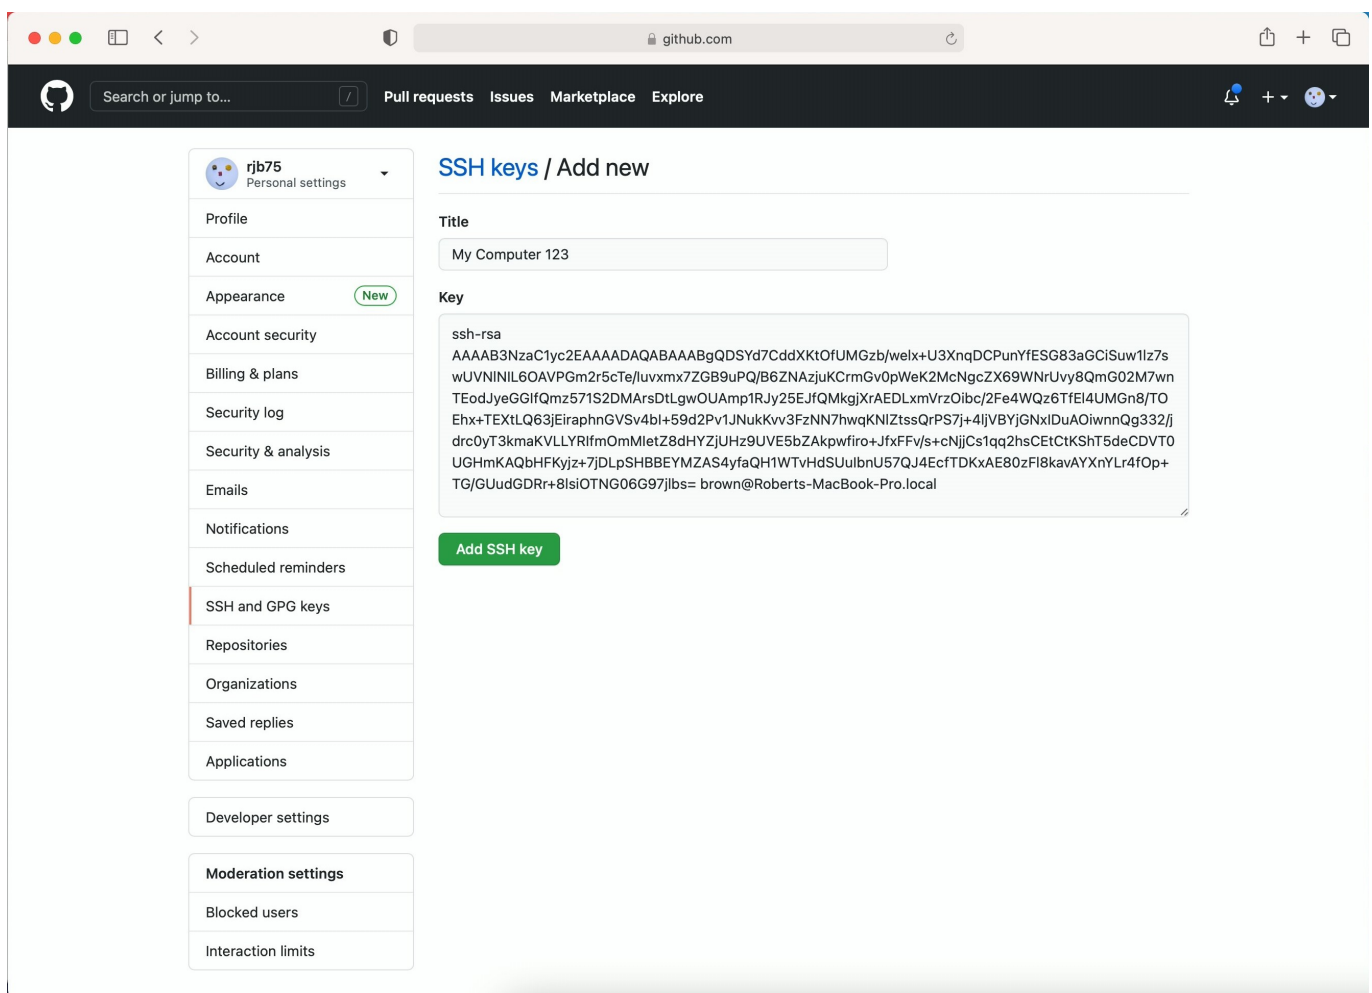 github.com
Search or jump to...
/
Pull requests
Issues
Marketplace
Explore
rjb75
Personal settings
Profile
Account
Appearance
New
Account security
Billing & plans
Security log
Security & analysis
Emails
Notifications
Scheduled reminders
SSH and GPG keys
Repositories
Organizations
Saved replies
Applications
Developer settings
Moderation settings
Blocked users
Interaction limits
SSH keys / Add new
Title
My Computer 123
Key
ssh-rsa
AAAAB3NzaC1yc2EAAAADAQABAAABgQDSYd7CddXKtOfUMGzb/welx+U3XnqDCPunYfESG83aGCiSuw1lz7s
wUVNINIL6OAVPGm2r5cTe/luvxmx7ZGB9uPQ/B6ZNAzjuKCrmGv0pWeK2McNgcZX69WNrUvy8QmG02M7wn
TEodJyeGGIfQmz571S2DMArsDtLgwOUAmp1RJy25EJfQMkgjXrAEDLxmVrzOibc/2Fe4WQz6TfEl4UMGn8/TO
Ehx+TEXtLQ63jEiraphnGVSv4bI+59d2Pv1JNukKvv3FzNN7hwqKNIZtssQrPS7j+4ljVBYjGNxlDuAOiwnnQg332/j
drc0yT3kmaKVLLYRIfmOmMletZ8dHYZjUHz9UVE5bZAkpwfiro+JfxFFv/s+cNjjCs1qq2hsCEtCtKShT5deCDVT0
UGHmKAQbHFKyjz+7jDLpSHBBEYMZAS4yfaQH1WTvHdSUulbnU57QJ4EcfTDKxAE80zFl8kavAYXnYLr4fOp+
TG/GUudGDRr+8lsiOTNG06G97jlbs= brown@Roberts-MacBook-Pro.local
Add SSH key